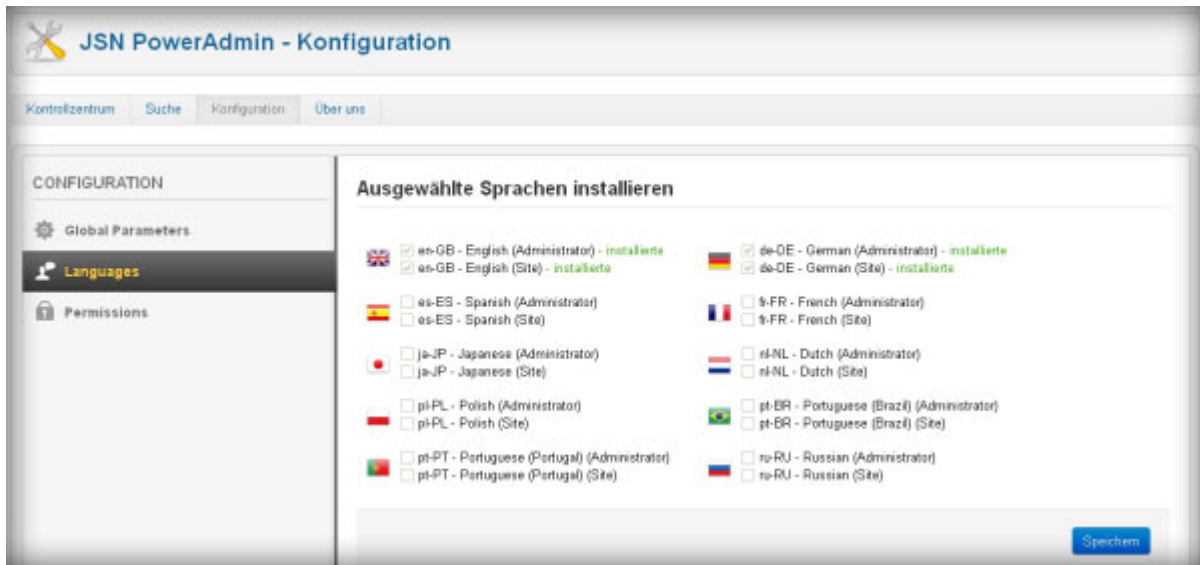 JSN PowerAdmin - Konfiguration
Kontrollzentrum Suche Konfiguration Über uns
CONFIGURATION
Global Parameters
Languages
Permissions
Ausgewählte Sprachen installieren
en-GB - English (Administrator) - installierte
en-GB - English (Site) - installierte
de-DE - German (Administrator) - installierte
de-DE - German (Site) - installierte
es-ES - Spanish (Administrator)
es-ES - Spanish (Site)
fr-FR - French (Administrator)
fr-FR - French (Site)
ja-JP - Japanese (Administrator)
ja-JP - Japanese (Site)
nl-NL - Dutch (Administrator)
nl-NL - Dutch (Site)
pl-PL - Polish (Administrator)
pl-PL - Polish (Site)
pt-BR - Portuguese (Brazil) (Administrator)
pt-BR - Portuguese (Brazil) (Site)
pt-PT - Portuguese (Portugal) (Administrator)
pt-PT - Portuguese (Portugal) (Site)
ru-RU - Russian (Administrator)
ru-RU - Russian (Site)
Speichern